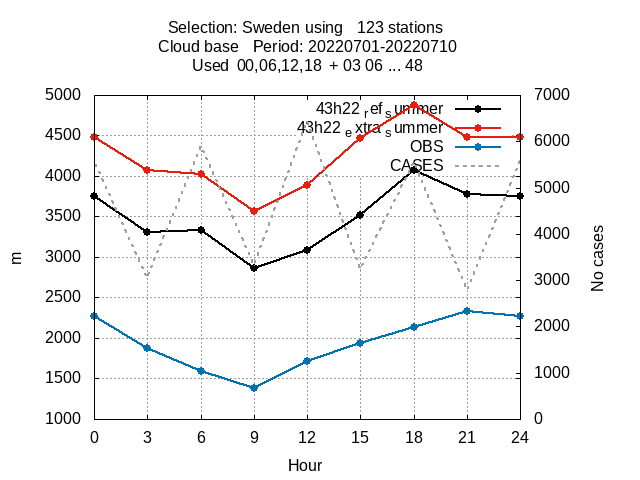 Selection: Sweden using   123 stations
Cloud base   Period: 20220701-20220710
Used  00,06,12,18  + 03 06 ... 48
5000
4500
4000
3500
3000
2500
2000
1500
1000
m
43h22 ref summer
43h22 extra summer
OBS
CASES
7000
6000
5000
4000
3000
2000
1000
0
No cases
0 3 6 9 12 15 18 21 24
Hour